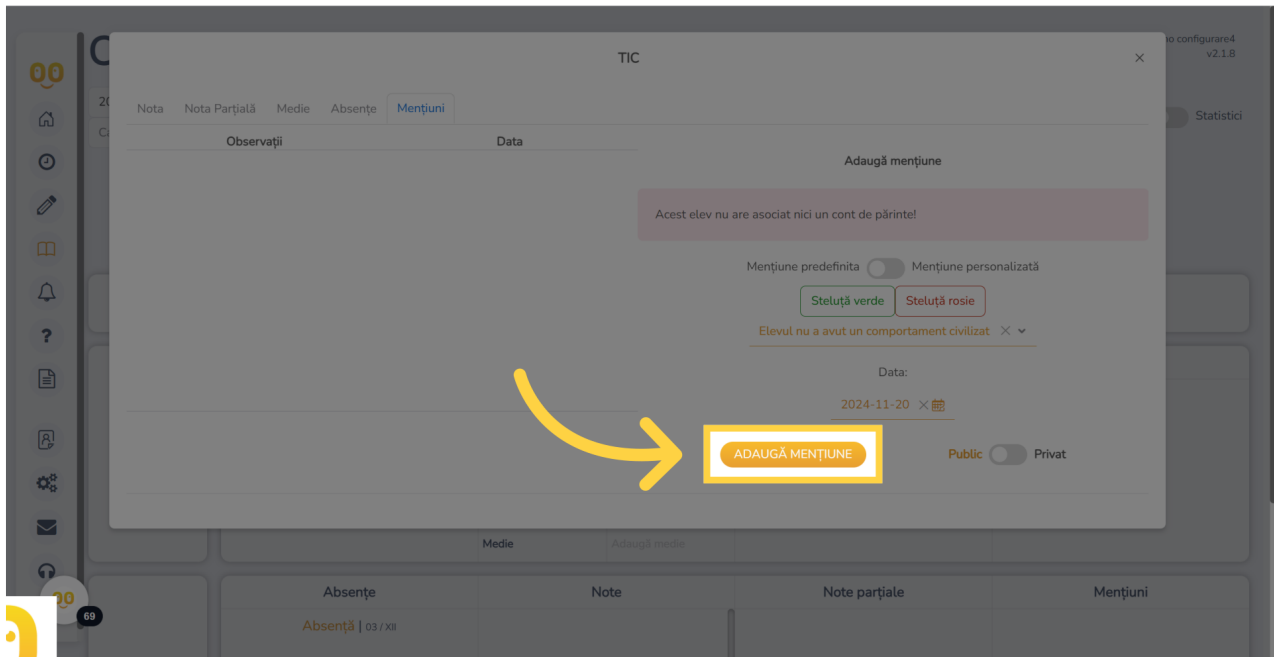 TIC
×
o configurare4
v2.1.8
Nota Nota Parțială Medie Absențe Mențiuni
Statistici
Observații Data
Adaugă mențiune
Acest elev nu are asociat nici un cont de părinte!
Mențiune predefinita Mențiune personalizată
Steluță verde Steluță rosie
Elevul nu a avut un comportament civilizat
Data:
2024-11-20
ADAUGĂ MENȚIUNE Public Privat
Medie Adaugă medie
Absențe Note Note parțiale Mențiuni
69
Absență | 03 / XII